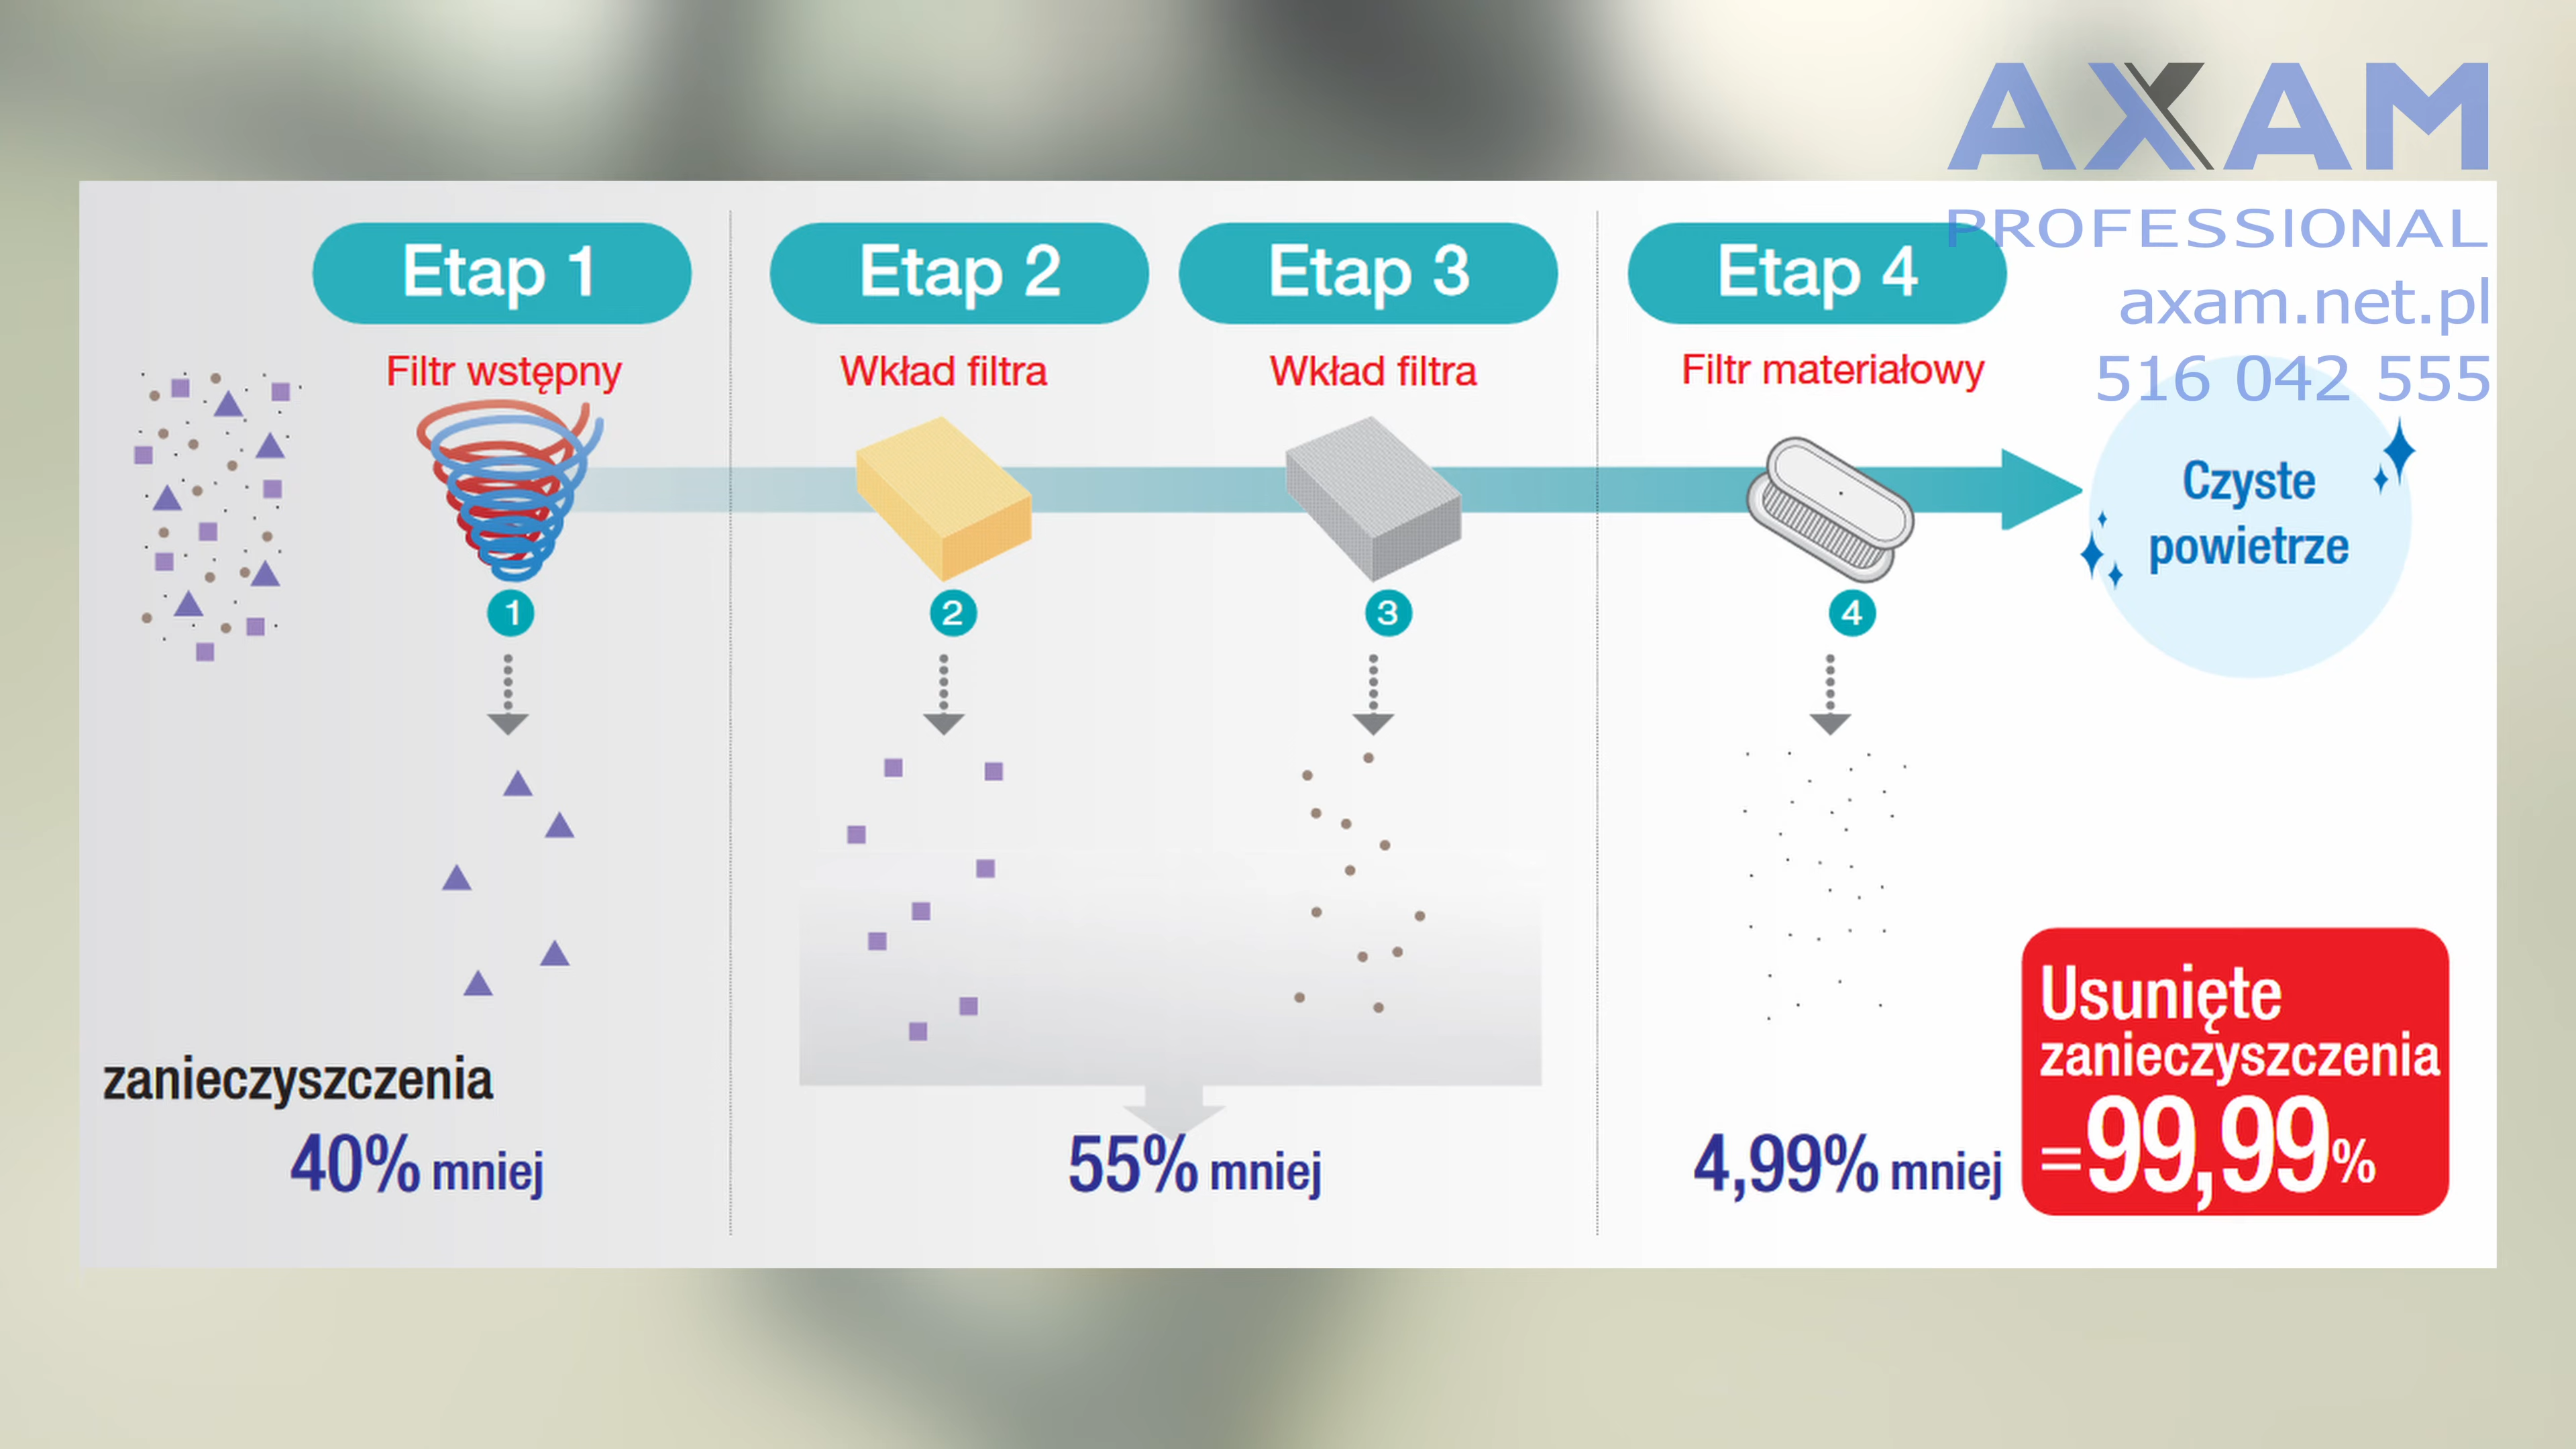 AXAM
PROFESSIONAL
axam.net.pl
516 042 555
Etap 1
Etap 2
Etap 3
Etap 4
Filtr wstępny
Wkład filtra
Wkład filtra
Filtr materiałowy
Czyste
powietrze
1
2
3
4
zanieczyszczenia
40% mniej
55% mniej
4,99% mniej
Usunięte
zanieczyszczenia
=99,99%